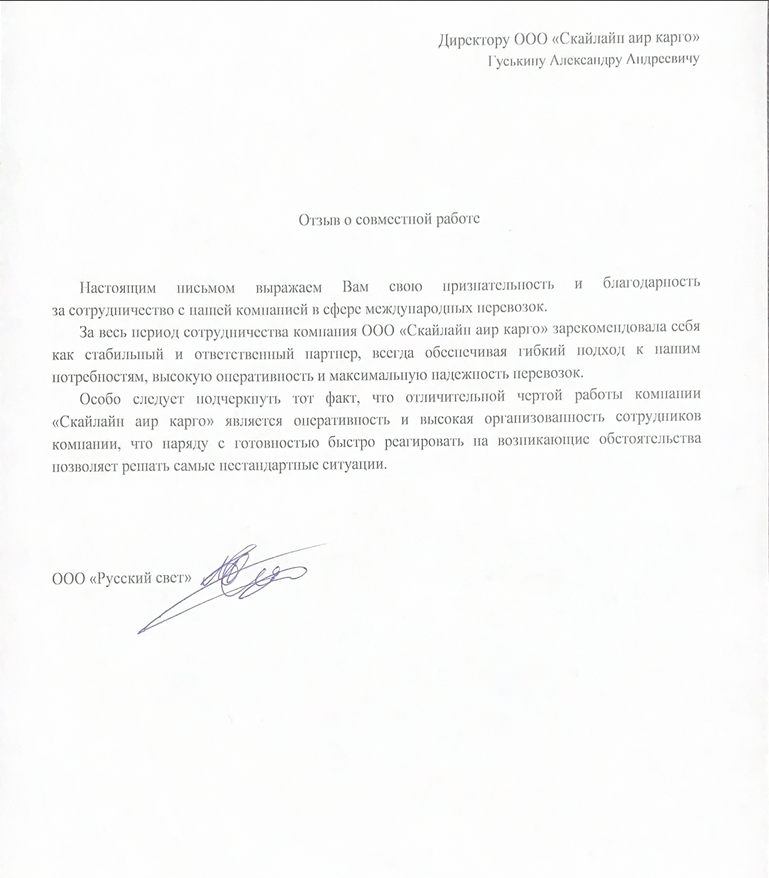 Директору ООО «Скайлайн аир карго»
Гуськину Александру Андреевичу
Отзыв о совместной работе
Настоящим письмом выражаем Вам свою признательность и благодарность
за сотрудничество с нашей компанией в сфере международных перевозок.
За весь период сотрудничества компания ООО «Скайлайн аир карго» зарекомендовала себя
как стабильный и ответственный партнер, всегда обеспечивая гибкий подход к нашим
потребностям, высокую оперативность и максимальную надежность перевозок.
Особо следует подчеркнуть тот факт, что отличительной чертой работы компании
«Скайлайн аир карго» является оперативность и высокая организованность сотрудников
компании, что наряду с готовностью быстро реагировать на возникающие обстоятельства
позволяет решать самые нестандартные ситуации.
ООО «Русский свет»